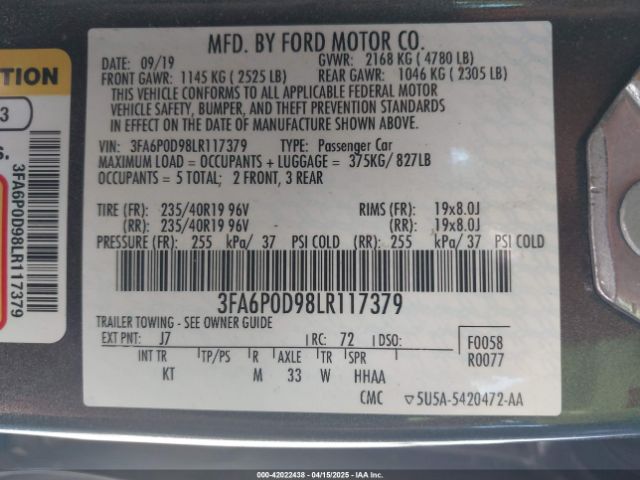 MFD. BY FORD MOTOR CO.
DATE: 09/19 GVWR: 2168 KG ( 4780 LB)
FRONT GAWR: 1145 KG ( 2525 LB) REAR GAWR: 1046 KG ( 2305 LB)
THIS VEHICLE CONFORMS TO ALL APPLICABLE FEDERAL MOTOR
VEHICLE SAFETY, BUMPER, AND THEFT PREVENTION STANDARDS
IN EFFECT ON THE DATE OF MANUFACTURE SHOWN ABOVE.
VIN: 3FA6P0D98LR117379 TYPE: Passenger Car
MAXIMUM LOAD = OCCUPANTS + LUGGAGE = 375KG/ 827LB
OCCUPANTS = 5 TOTAL; 2 FRONT, 3 REAR
TIRE (FR): 235/40R19 96V RIMS (FR): 19x8.0J
(RR): 235/40R19 96V (RR): 19x8.0J
PRESSURE (FR): 255 kPa/ 37 PSI COLD (RR): 255 kPa/ 37 PSI COLD
3FA6P0D98LR117379
TRAILER TOWING - SEE OWNER GUIDE
EXT PNT: J7 RC: 72 DSO: F0058
INT TR TP/PS R AXLE TR SPR R0077
KT M 33 W HHAA
CMC ▽5U5A-5420472-AA
3
3FA6P0D98LR117379
000-42022438 - 04/15/2025 - IAAI, Inc.